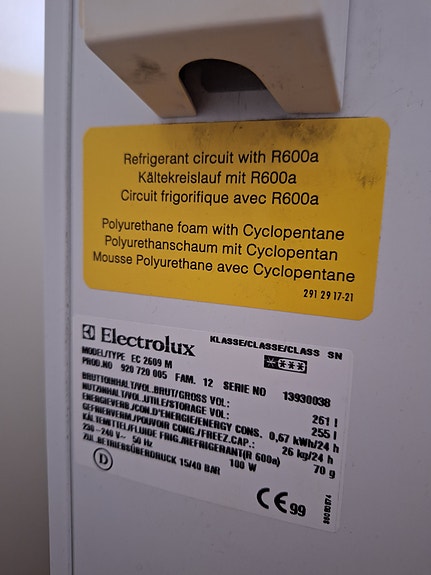 Refrigerant circuit with R600a
Kältekreislauf mit R600a
Circuit frigorifique avec R600a
Polyurethane foam with Cyclopentane
Polyurethanschaum mit Cyclopentan
Mousse Polyurethane avec Cyclopentane
291 29 17-21
Electrolux KLASSE/CLASSE/CLASS SN
MODEL/TYPE EC 2609 M
PROD.NO 920 720 005 FAM. 12 SERIE NO 13930038
BRUTTOINHALT/VOL.BRUT/GROSS VOL: 261 l
NUTZINHALT/VOL.UTILE/STORAGE VOL: 255 l
ENERGIEVERB./CON.D'ENERGIE/ENERGY CONS. 0,67 kWh/24 h
GEFRIERVERM./POUVOIR CONG./FREEZ.CAP.: 26 kg/24 h
KÄLTEMITTEL/FLUIDE FRIG./REFRIGERANT(R 600a) 70 g
230-240 V~ 50 Hz 100 W
ZUL.BETRIEBSÜBERDRUCK 15/40 BAR
D
CE 99